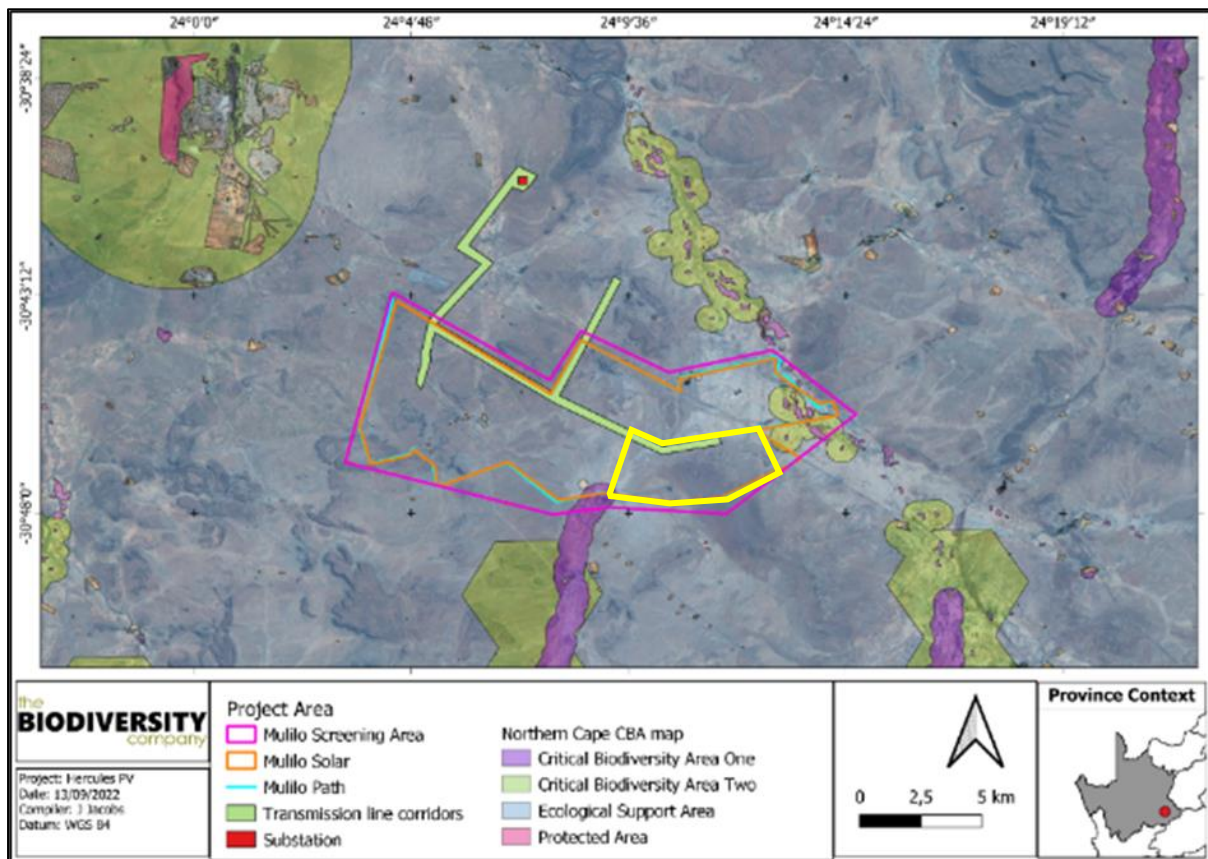 24°0'0" 24°4'48" 24°9'36" 24°14'24" 24°19'12"
-30°38'24"
-30°43'12"
-30°48'0"
the
BIODIVERSITY
company
Project: Hercules PV
Date: 13/09/2022
Compiler: J Jacobs
Datum: WGS 84
Project Area
Mulilo Screening Area
Mulilo Solar
Mulilo Path
Transmission line corridors
Substation
Northern Cape CBA map
Critical Biodiversity Area One
Critical Biodiversity Area Two
Ecological Support Area
Protected Area
0 2,5 5 km
Province Context